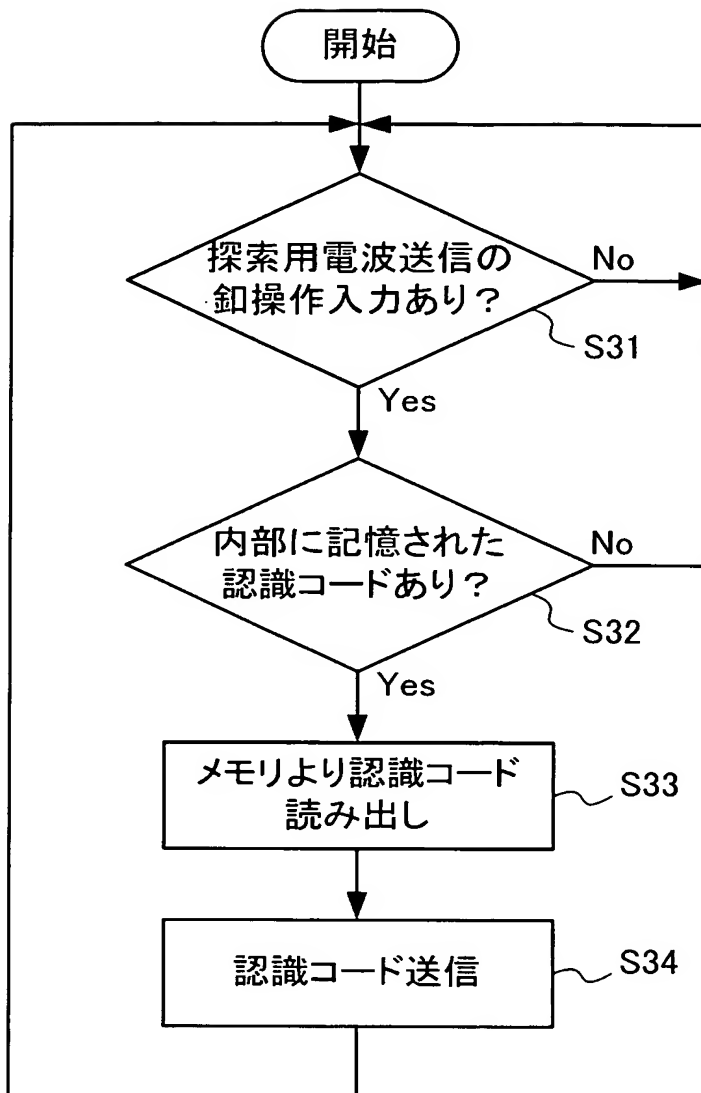 開始
探索用電波送信の
釦操作入力あり?
No
S31
Yes
内部に記憶された
認識コードあり?
No
S32
Yes
メモリより認識コード
読み出し
S33
認識コード送信
S34